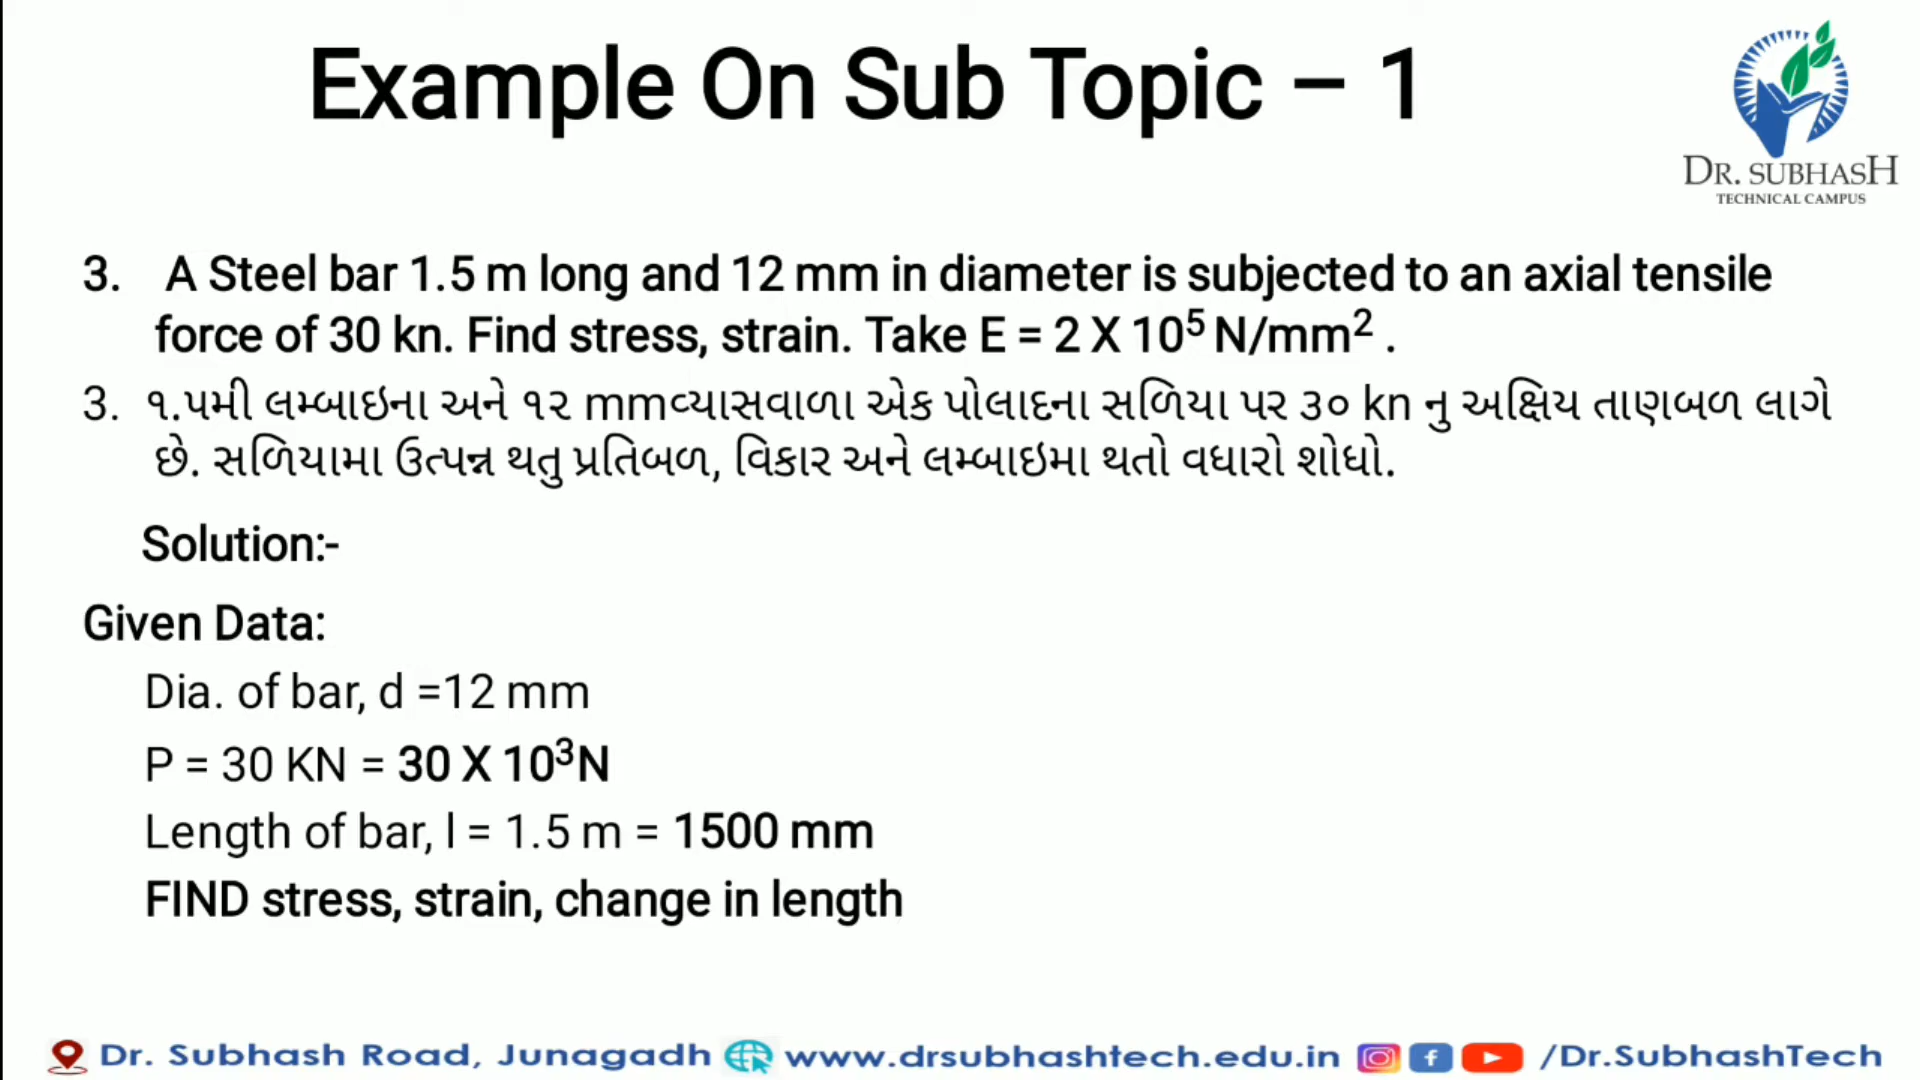 Example On Sub Topic – 1
DR. SUBHASH
TECHNICAL CAMPUS
3. A Steel bar 1.5 m long and 12 mm in diameter is subjected to an axial tensile
force of 30 kn. Find stress, strain. Take E = 2 X 10⁵ N/mm² .
3. ૧.૫મી લમ્બાઇના અને ૧૨ mmવ્યાસવાળા એક પોલાદના સળિયા પર ૩૦ kn નુ અક્ષિય તાણબળ લાગે
છે. સળિયામા ઉત્પન્ન થતુ પ્રતિબળ, વિકાર અને લમ્બાઇમા થતો વધારો શોધો.
Solution:-
Given Data:
Dia. of bar, d =12 mm
P = 30 KN = 30 X 10³N
Length of bar, l = 1.5 m = 1500 mm
FIND stress, strain, change in length
Dr. Subhash Road, Junagadh www.drsubhashtech.edu.in /Dr.SubhashTech